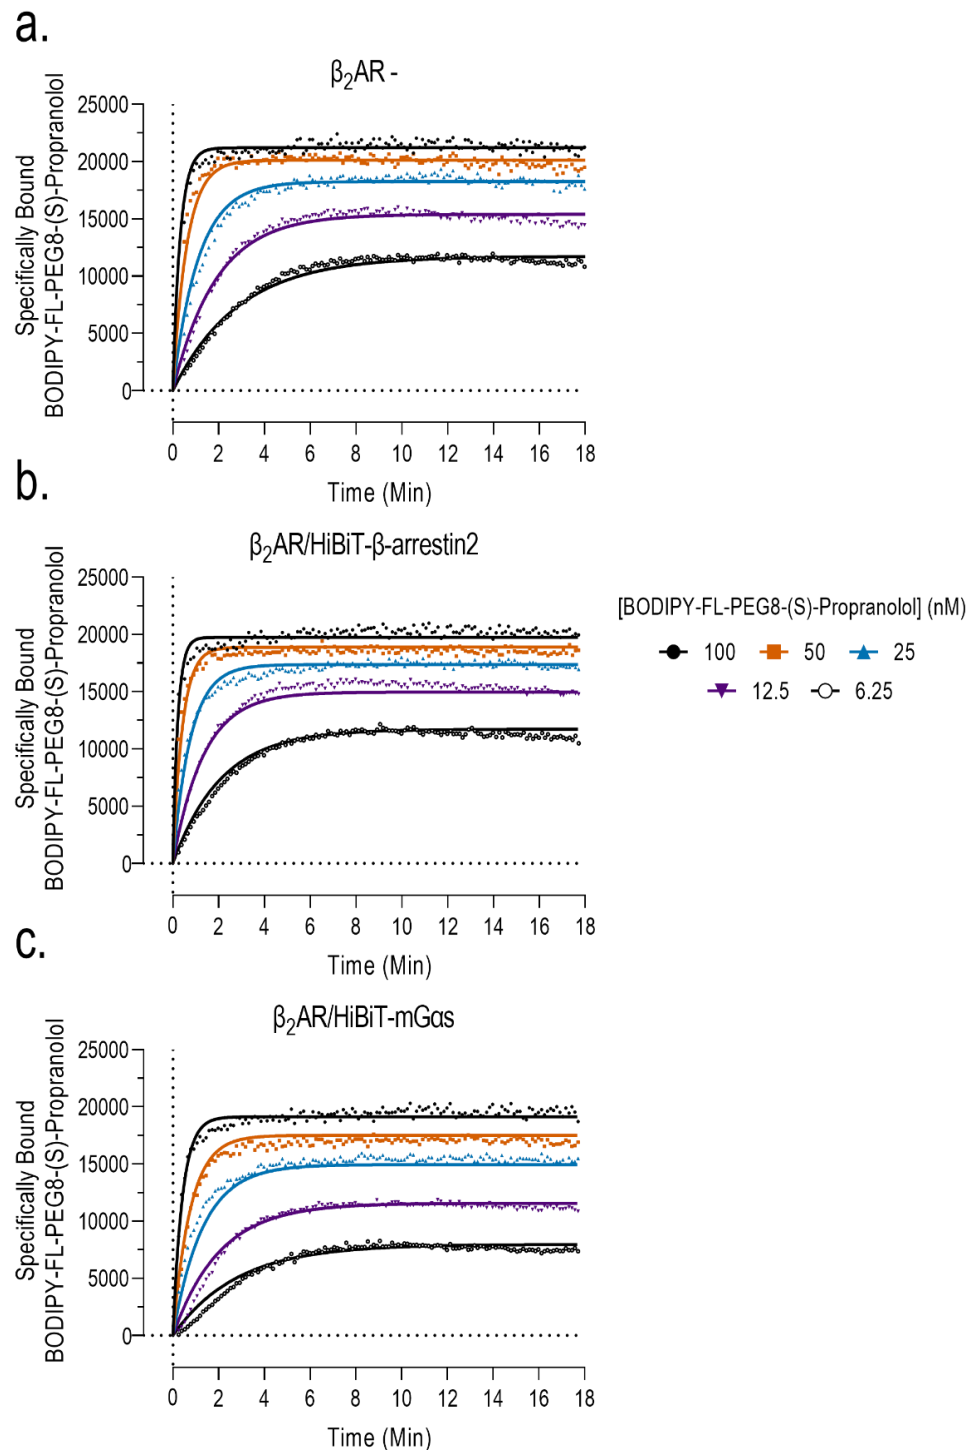 a.
β₂AR -
Specifically Bound
BODIPY-FL-PEG8-(S)-Propranolol
25000
20000
15000
10000
5000
0
0 2 4 6 8 10 12 14 16 18
Time (Min)
b.
β₂AR/HiBiT-β-arrestin2
Specifically Bound
BODIPY-FL-PEG8-(S)-Propranolol
25000
20000
15000
10000
5000
0
0 2 4 6 8 10 12 14 16 18
Time (Min)
[BODIPY-FL-PEG8-(S)-Propranolol] (nM)
100 50 25
12.5 6.25
c.
β₂AR/HiBiT-mGαs
Specifically Bound
BODIPY-FL-PEG8-(S)-Propranolol
25000
20000
15000
10000
5000
0
0 2 4 6 8 10 12 14 16 18
Time (Min)